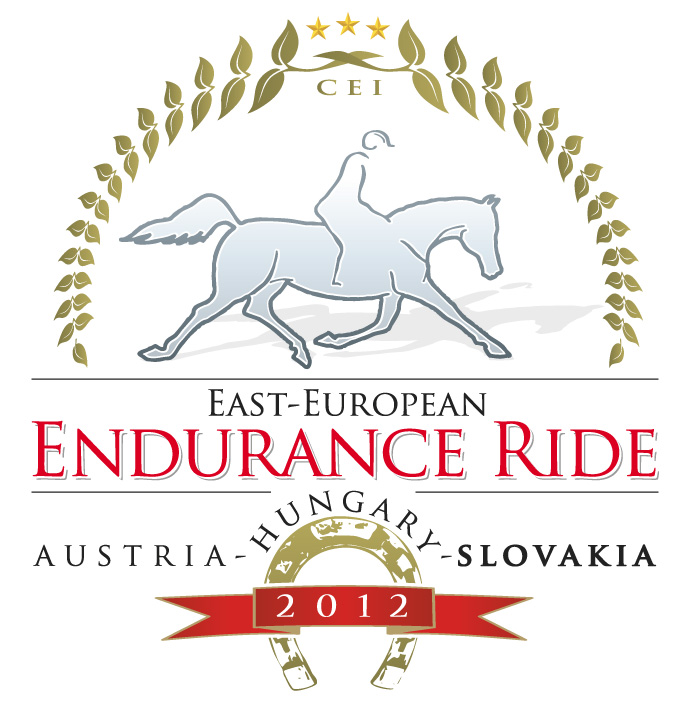 CEI
EAST-EUROPEAN
ENDURANCE RIDE
AUSTRIA-HUNGARY-SLOVAKIA
2012